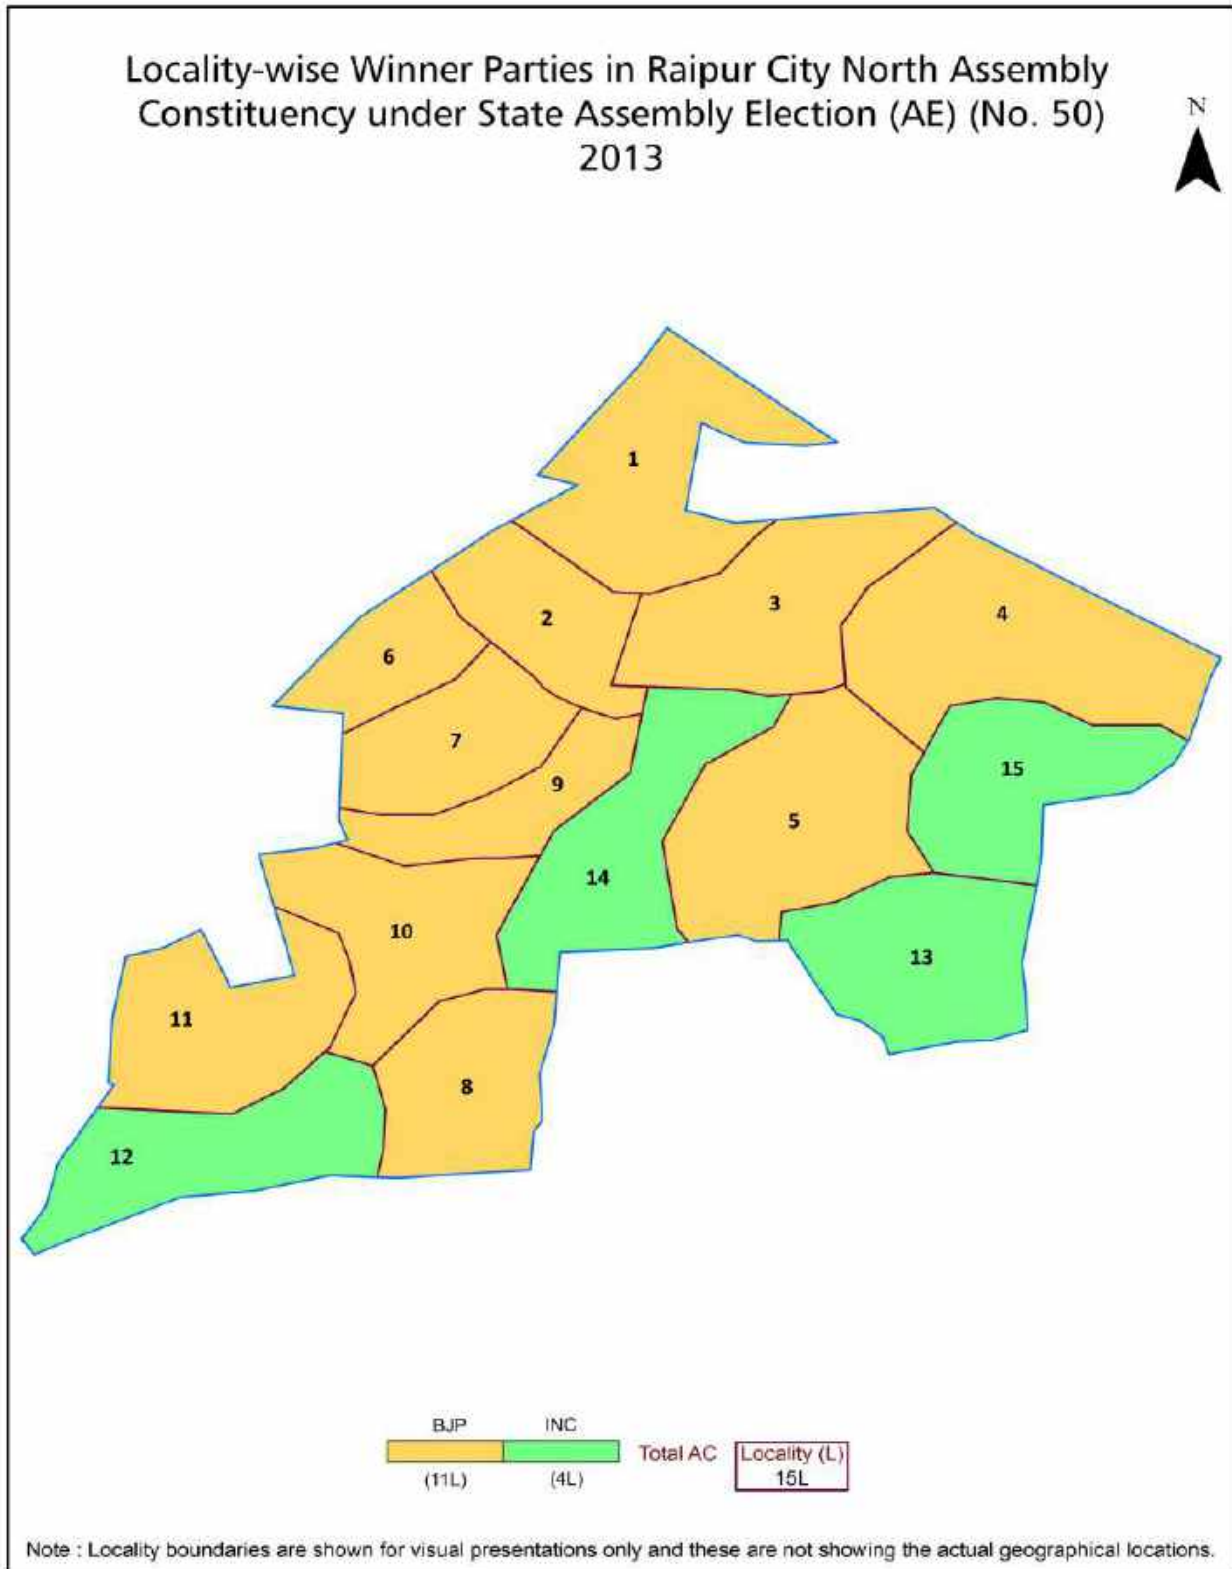 Locality-wise Winner Parties in Raipur City North Assembly
Constituency under State Assembly Election (AE) (No. 50)
2013
N
1
2
3
4
6
7
9
15
5
14
10
13
11
8
12
BJP INC
Total AC Locality (L)
(11L) (4L) 15L
Note : Locality boundaries are shown for visual presentations only and these are not showing the actual geographical locations.